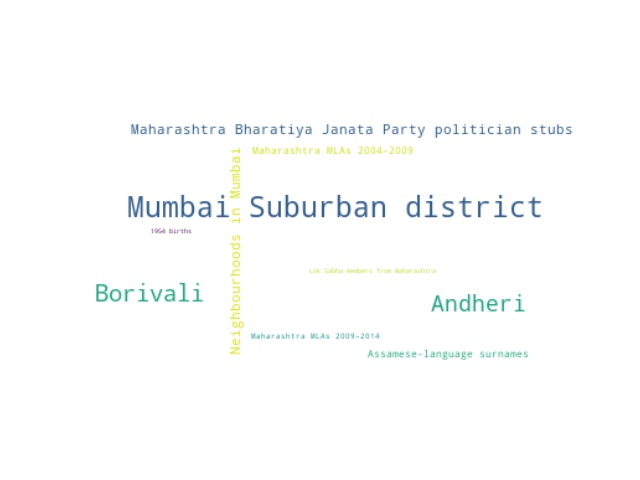 Maharashtra Bharatiya Janata Party politician stubs
Maharashtra MLAs 2004-2009
Neighbourhoods in Mumbai
Mumbai Suburban district
1954 births
Lok Sabha members from Maharashtra
Borivali
Andheri
Maharashtra MLAs 2009-2014
Assamese-language surnames